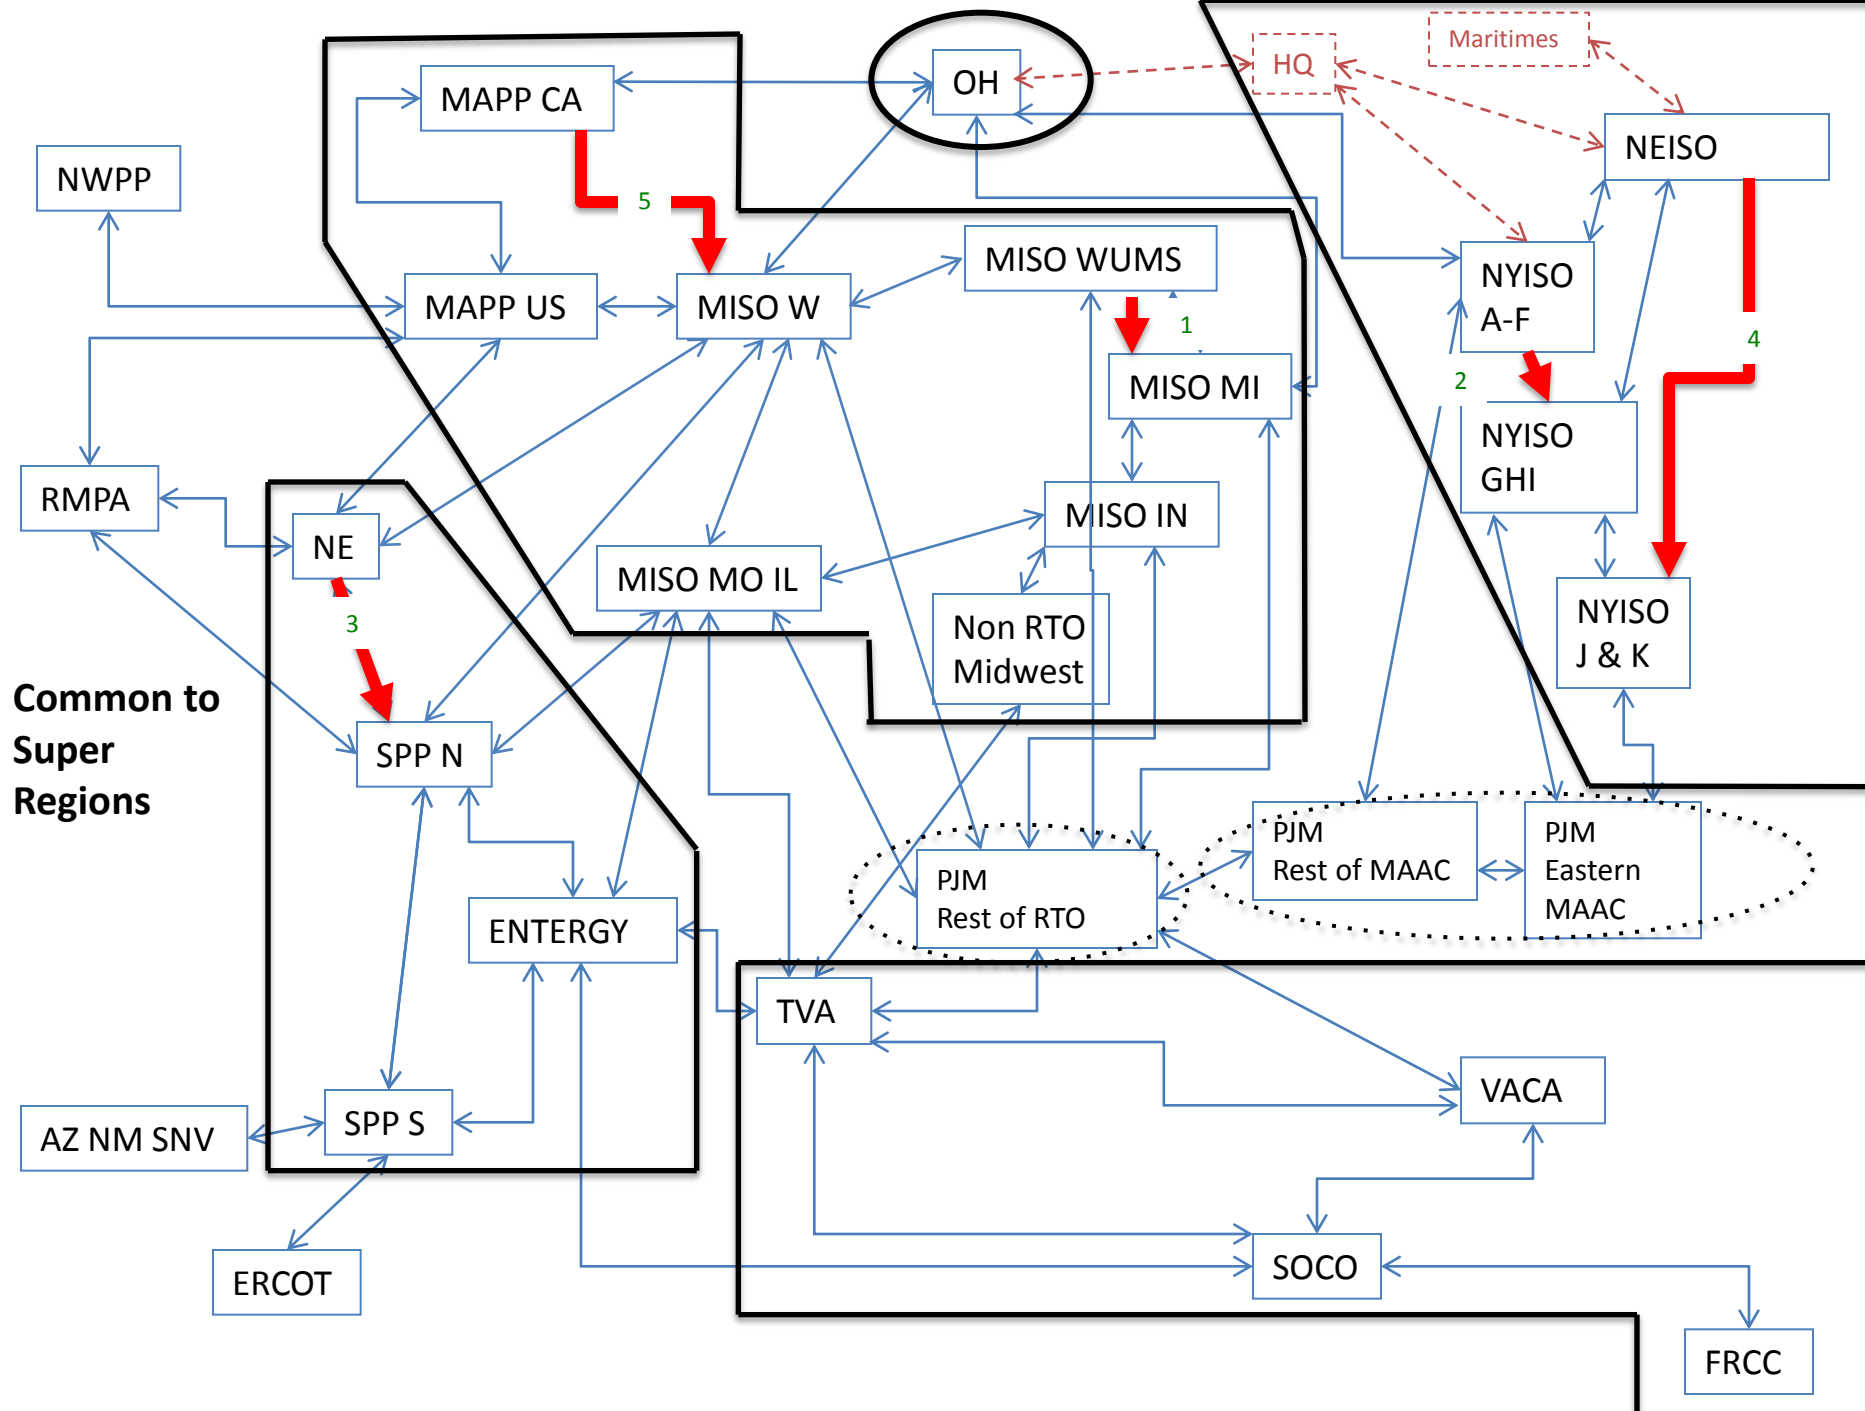 OH
HQ
Maritimes
MAPP CA
NEISO
NWPP
5
MISO WUMS
NYISO
A-F
MAPP US
MISO W
1
4
MISO MI
2
NYISO
GHI
RMPA
NE
MISO IN
MISO MO IL
3
Non RTO
Midwest
NYISO
J & K
Common to
Super
Regions
SPP N
PJM
Rest of MAAC
PJM
Eastern
MAAC
PJM
Rest of RTO
ENTERGY
TVA
VACA
SPP S
AZ NM SNV
SOCO
ERCOT
FRCC